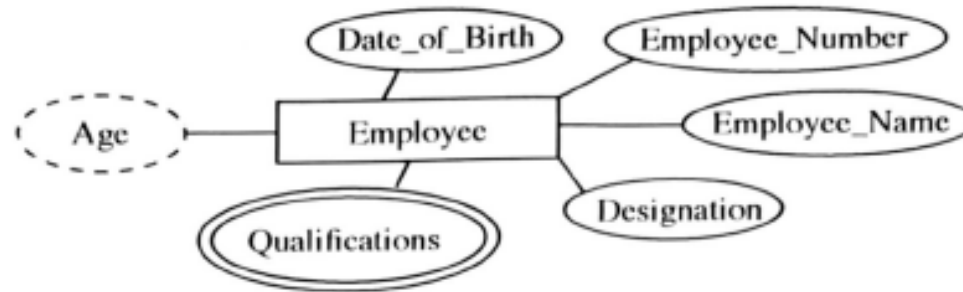 Date_of_Birth
Employee_Number
Age
Employee
Employee_Name
Qualifications
Designation